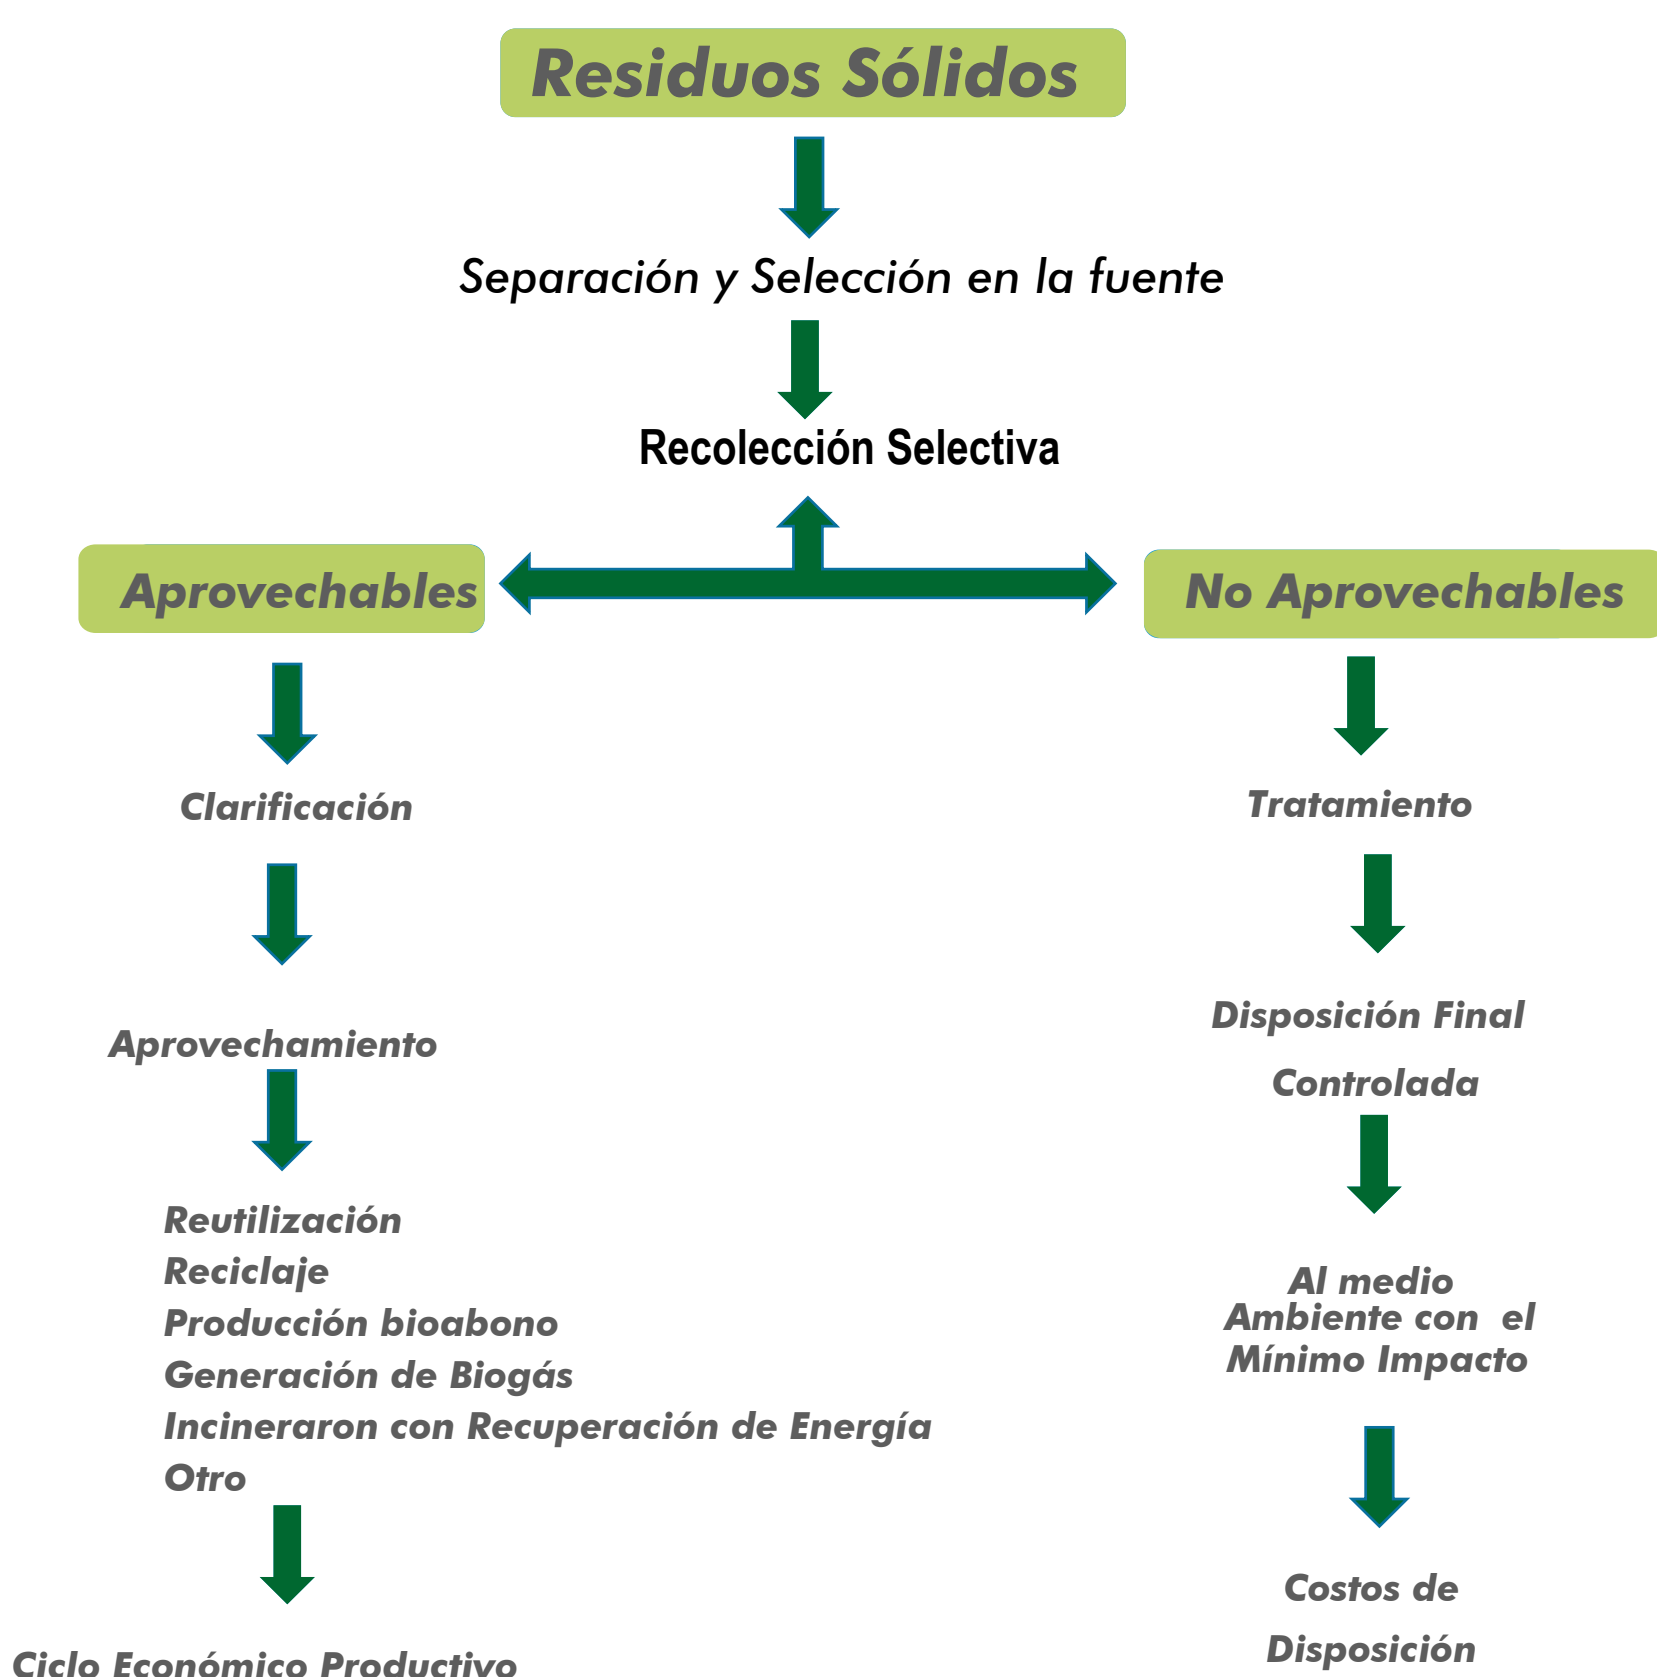 Residuos Sólidos
Separación y Selección en la fuente
Recolección Selectiva
Aprovechables
No Aprovechables
Clarificación
Tratamiento
Aprovechamiento
Disposición Final
Controlada
Reutilización
Reciclaje
Producción bioabono
Generación de Biogás
Incineraron con Recuperación de Energía
Otro
Al medio
Ambiente con el
Mínimo Impacto
Ciclo Económico Productivo
Costos de
Disposición